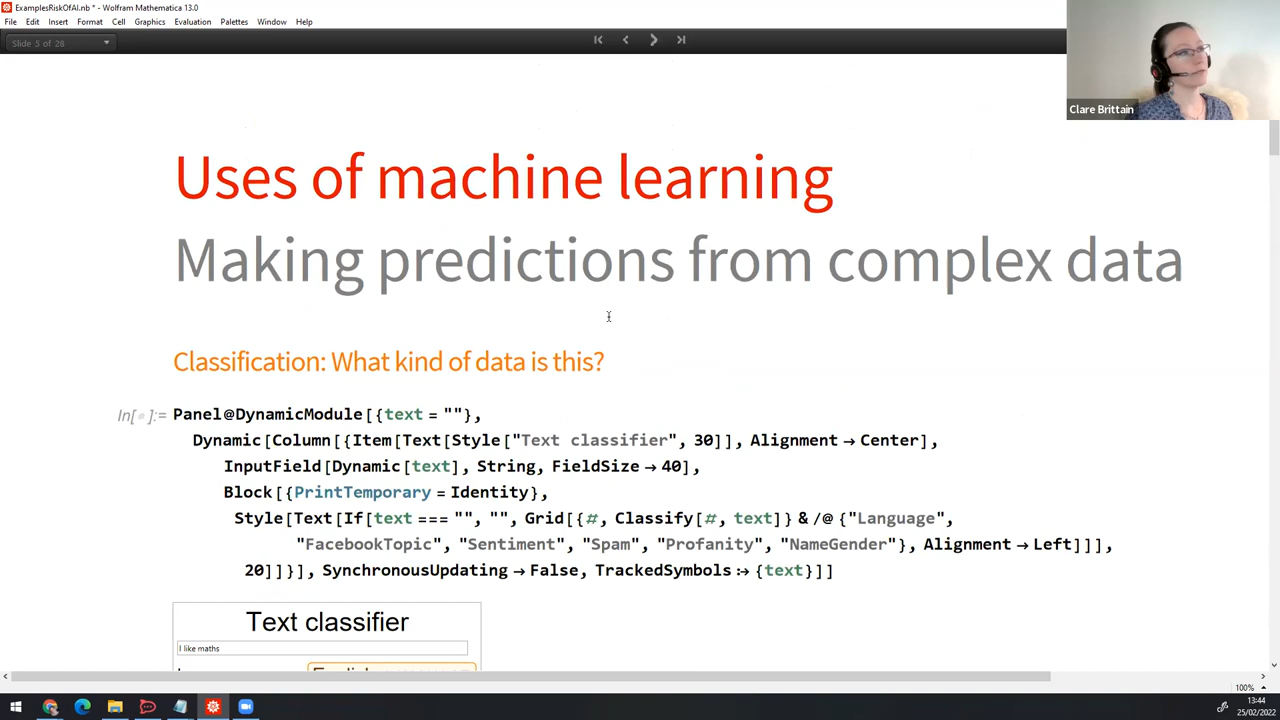 ExamplesRiskOfAI.nb * - Wolfram Mathematica 13.0
File Edit Insert Format Cell Graphics Evaluation Palettes Window Help
Slide 5 of 28
Clare Brittain
Uses of machine learning
Making predictions from complex data
Classification: What kind of data is this?
In[ ]:= Panel@DynamicModule[{text = ""},
Dynamic[Column[{Item[Text[Style["Text classifier", 30]], Alignment → Center],
InputField[Dynamic[text], String, FieldSize → 40],
Block[{PrintTemporary = Identity},
Style[Text[If[text === "", "", Grid[{#, Classify[#, text]} & /@ {"Language",
"FacebookTopic", "Sentiment", "Spam", "Profanity", "NameGender"}, Alignment → Left]]],
20]]}], SynchronousUpdating → False, TrackedSymbols :→ {text}]]
Text classifier
I like maths
100%
13:44
25/02/2022